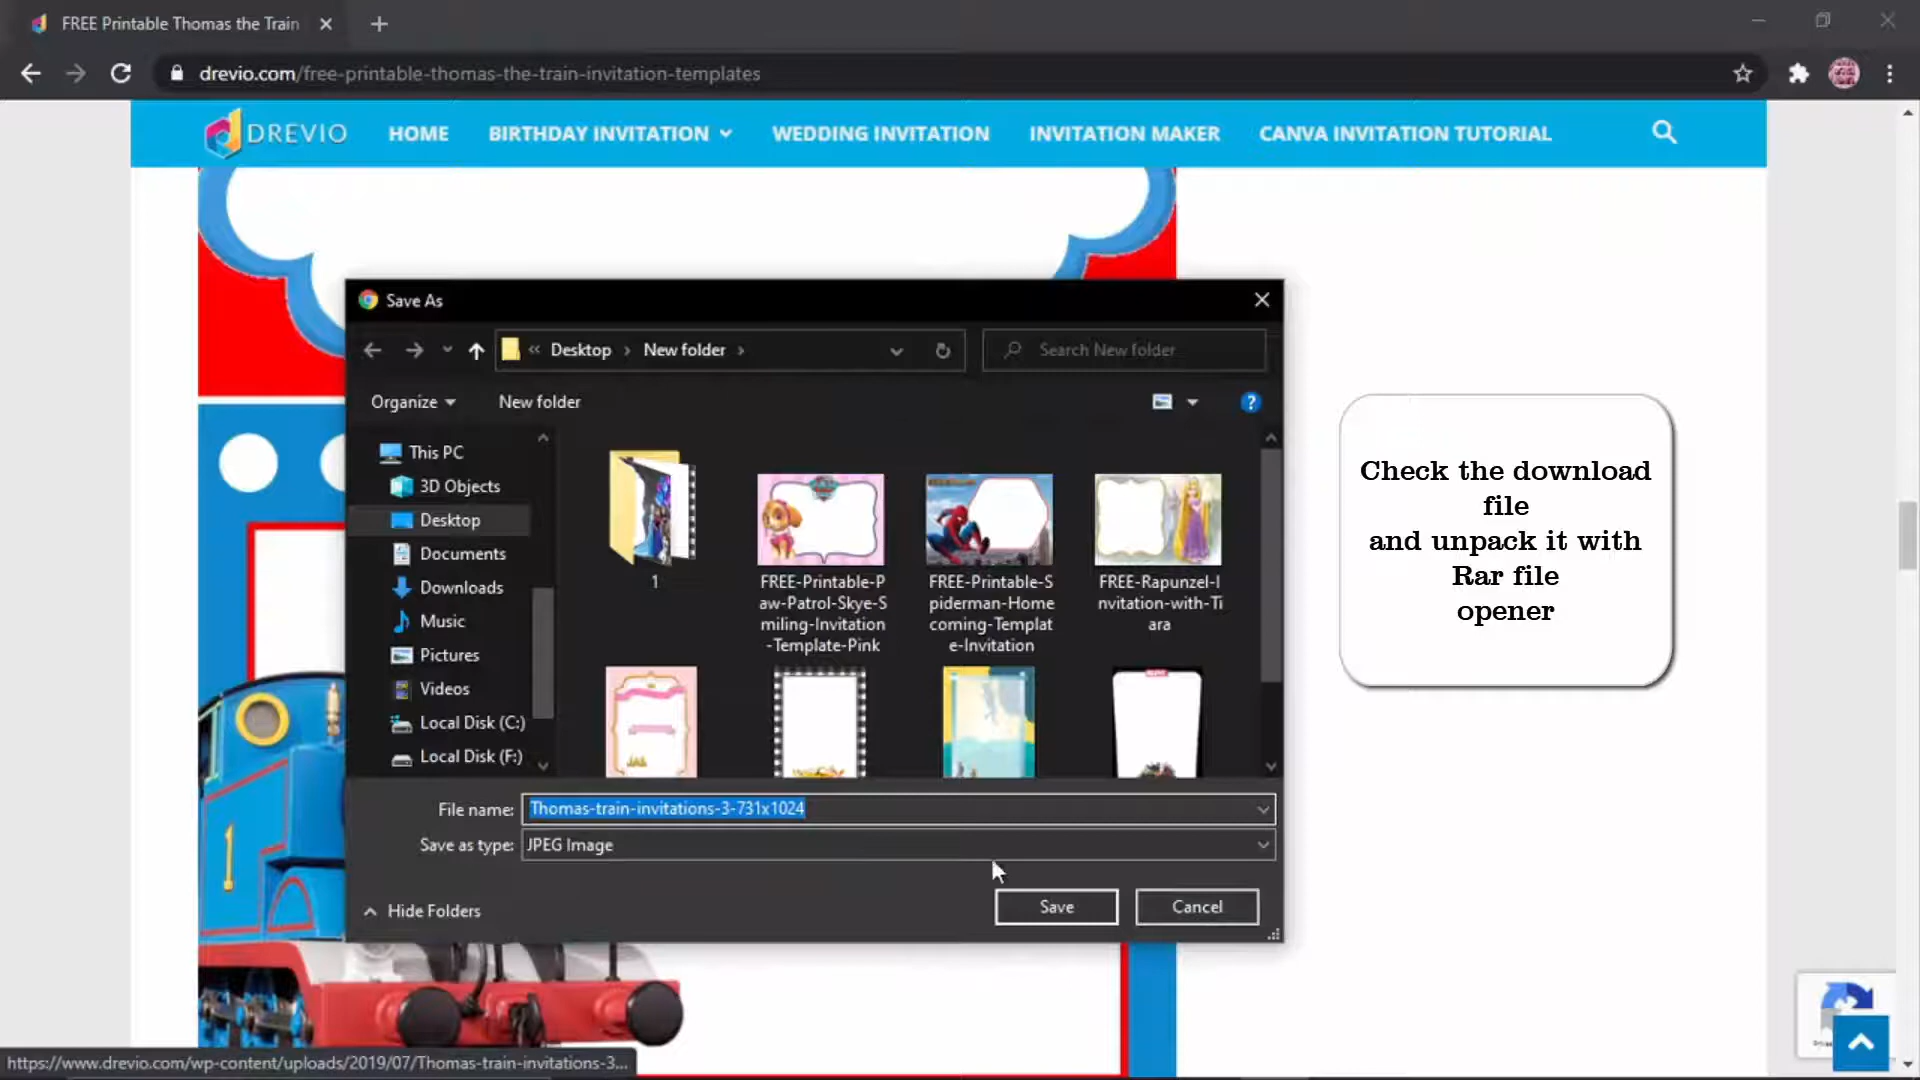 FREE Printable Thomas the Train
drevio.com/free-printable-thomas-the-train-invitation-templates
DREVIO
HOME
BIRTHDAY INVITATION
WEDDING INVITATION
INVITATION MAKER
CANVA INVITATION TUTORIAL
Save As
« Desktop › New folder ›
Search New folder
Organize
New folder
This PC
3D Objects
Desktop
Documents
Downloads
Music
Pictures
Videos
Local Disk (C:)
Local Disk (F:)
1
FREE-Printable-P
aw-Patrol-Skye-S
miling-Invitation
-Template-Pink
FREE-Printable-S
piderman-Home
coming-Templat
e-Invitation
FREE-Rapunzel-I
nvitation-with-Ti
ara
File name: Thomas-train-invitations-3-731x1024
Save as type: JPEG Image
Hide Folders
Save
Cancel
Check the download
file
and unpack it with
Rar file
opener
1
https://www.drevio.com/wp-content/uploads/2019/07/Thomas-train-invitations-3...